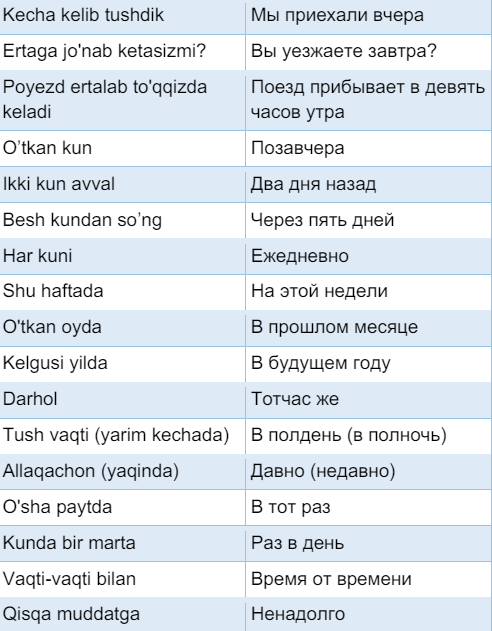 Kecha kelib tushdik
Мы приехали вчера
Ertaga jo'nab ketasizmi?
Вы уезжаете завтра?
Poyezd ertalab to'qqizda
keladi
Поезд прибывает в девять
часов утра
O’tkan kun
Позавчера
Ikki kun avval
Два дня назад
Besh kundan so’ng
Через пять дней
Har kuni
Ежедневно
Shu haftada
На этой недели
O'tkan oyda
В прошлом месяце
Kelgusi yilda
В будущем году
Darhol
Тотчас же
Tush vaqti (yarim kechada)
В полдень (в полночь)
Allaqachon (yaqinda)
Давно (недавно)
O'sha paytda
В тот раз
Kunda bir marta
Раз в день
Vaqti-vaqti bilan
Время от времени
Qisqa muddatga
Ненадолго